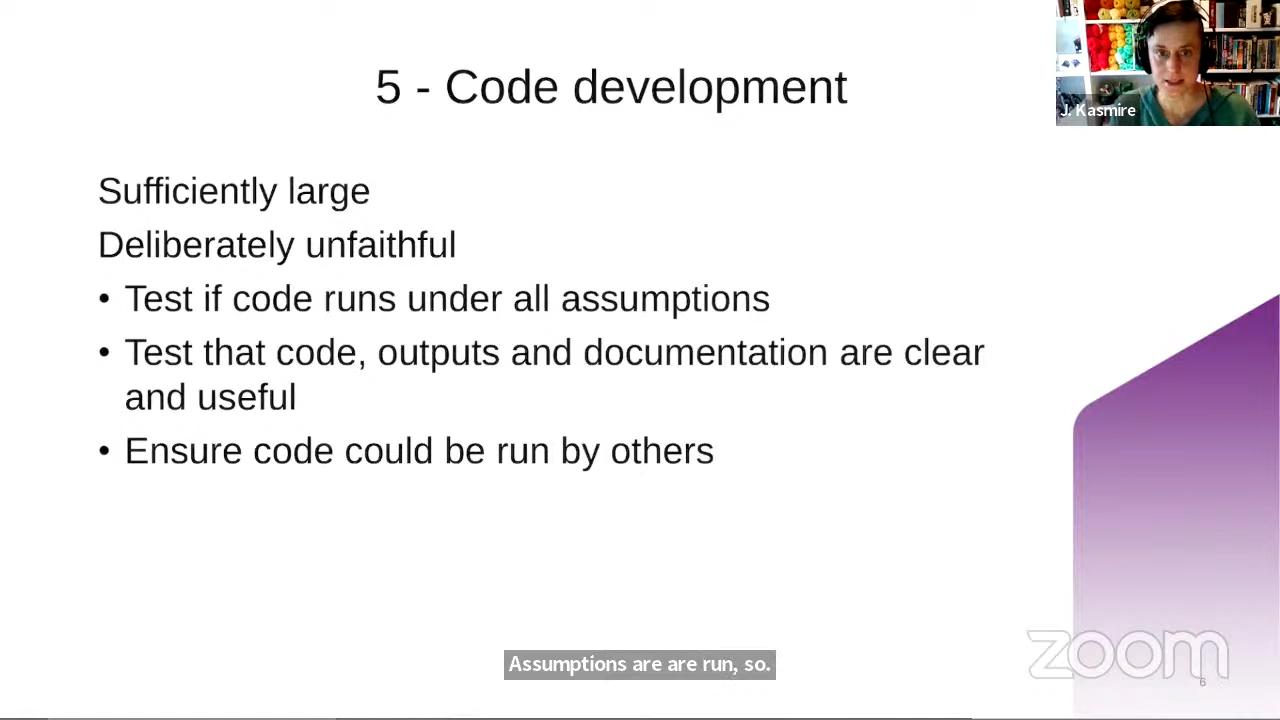 5 - Code development
J. Kasmire
Sufficiently large
Deliberately unfaithful
• Test if code runs under all assumptions
• Test that code, outputs and documentation are clear
and useful
• Ensure code could be run by others
Assumptions are are run, so.
zoom
6